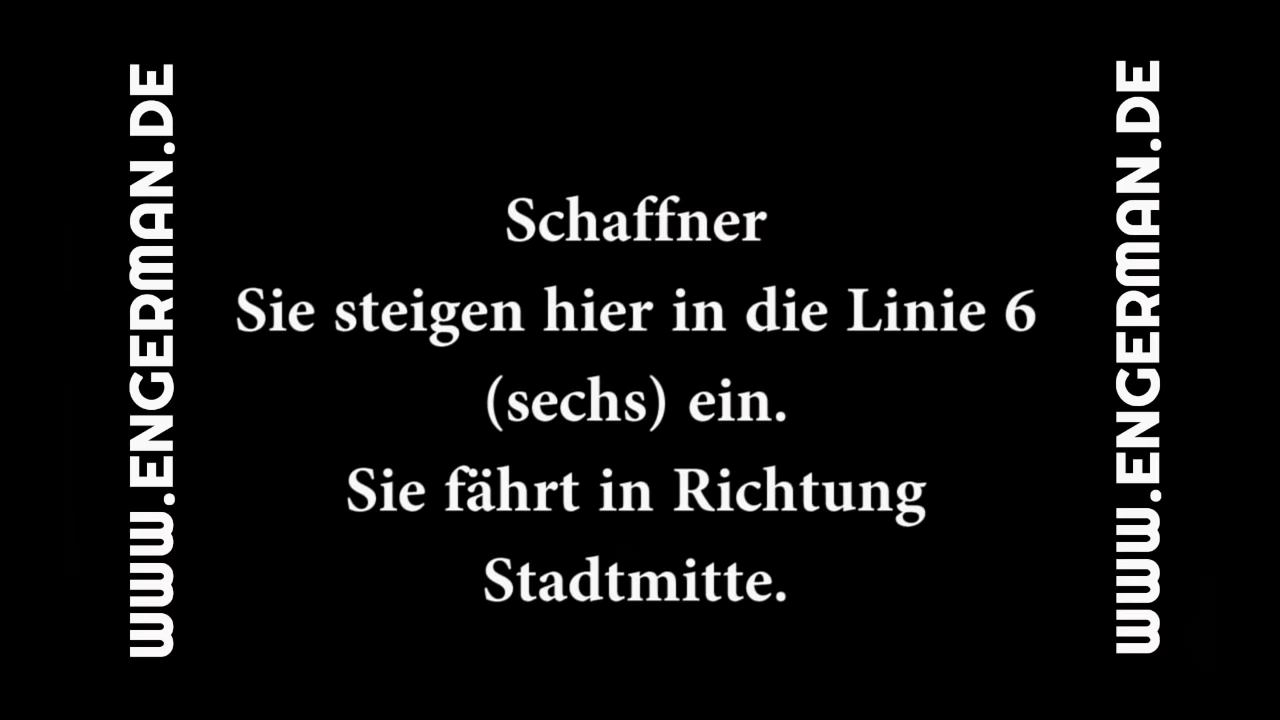 WWW.ENGERMAN.DE
Schaffner
Sie steigen hier in die Linie 6
(sechs) ein.
Sie fährt in Richtung
Stadtmitte.
WWW.ENGERMAN.DE